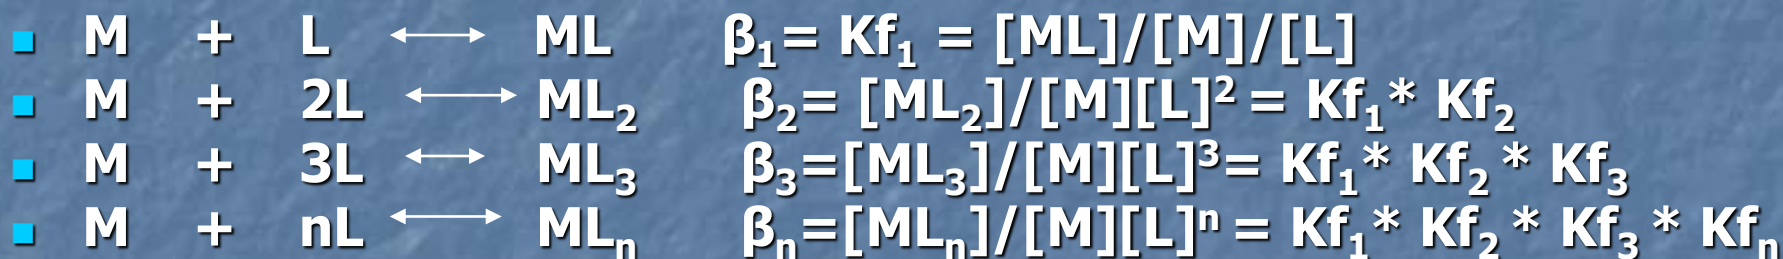 ▪ M + L ⟷ ML β₁= Kf₁ = [ML]/[M]/[L]
▪ M + 2L ⟷ ML₂ β₂= [ML₂]/[M][L]² = Kf₁* Kf₂
▪ M + 3L ⟷ ML₃ β₃=[ML₃]/[M][L]³= Kf₁* Kf₂ * Kf₃
▪ M + nL ⟷ MLₙ βₙ=[MLₙ]/[M][L]ⁿ = Kf₁* Kf₂ * Kf₃ * Kfₙ